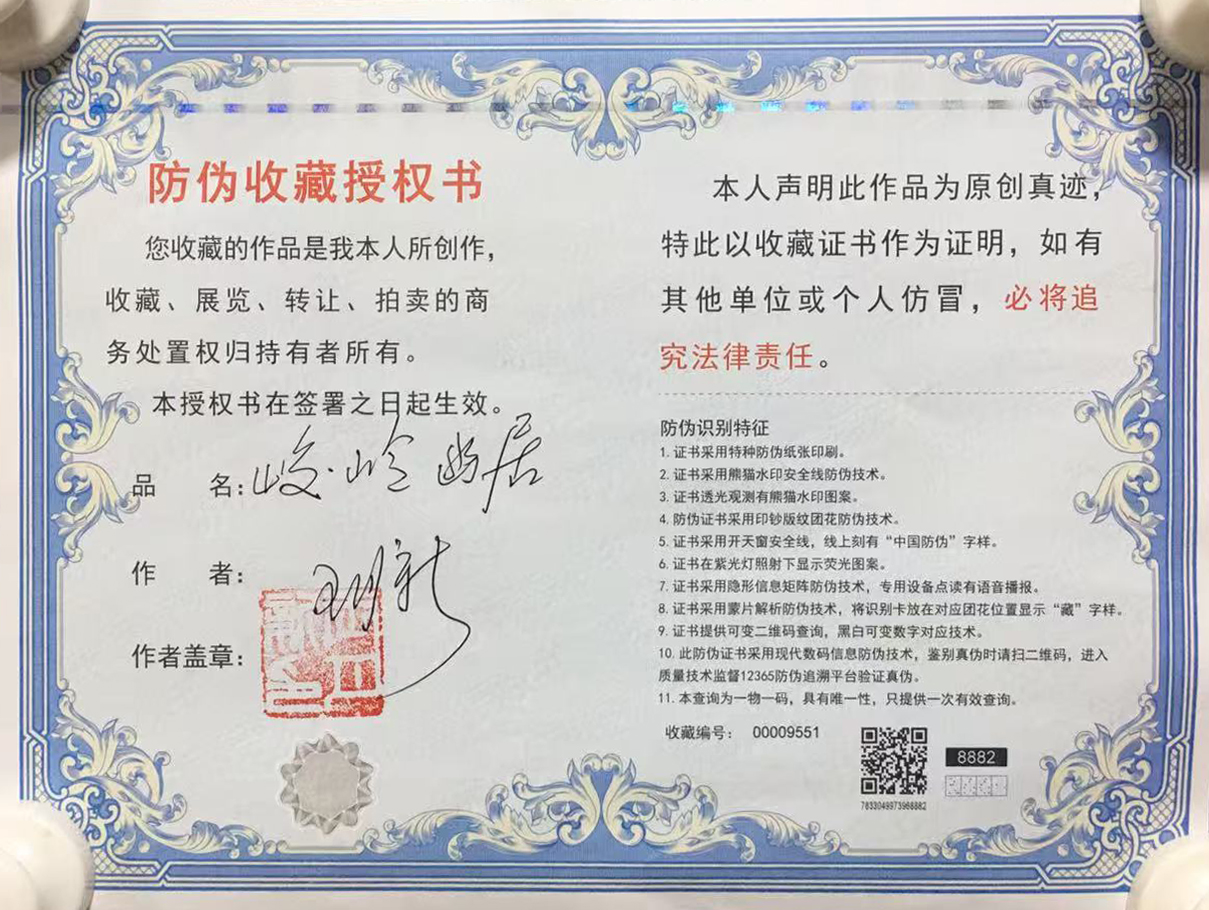 防伪收藏授权书
您收藏的作品是我本人所创作，
收藏、展览、转让、拍卖的商
务处置权归持有者所有。
本授权书在签署之日起生效。
品 名：峻岭幽居
作 者：
作者盖章：
本人声明此作品为原创真迹，
特此以收藏证书作为证明，如有
其他单位或个人仿冒，必将追
究法律责任。
防伪识别特征
1. 证书采用特种防伪纸张印刷。
2. 证书采用熊猫水印安全线防伪技术。
3. 证书透光观测有熊猫水印图案。
4. 防伪证书采用印钞版纹团花防伪技术。
5. 证书采用开天窗安全线，线上刻有“中国防伪”字样。
6. 证书在紫光灯照射下显示荧光图案。
7. 证书采用隐形信息矩阵防伪技术，专用设备点读有语音播报。
8. 证书采用蒙片解析防伪技术，将识别卡放在对应团花位置显示“藏”字样。
9. 证书提供可变二维码查询，黑白可变数字对应技术。
10. 此防伪证书采用现代数码信息防伪技术，鉴别真伪时请扫二维码，进入
质量技术监督12365防伪追溯平台验证真伪。
11. 本查询为一物一码，具有唯一性，只提供一次有效查询。
收藏编号： 00009551
8882
7833049973968882